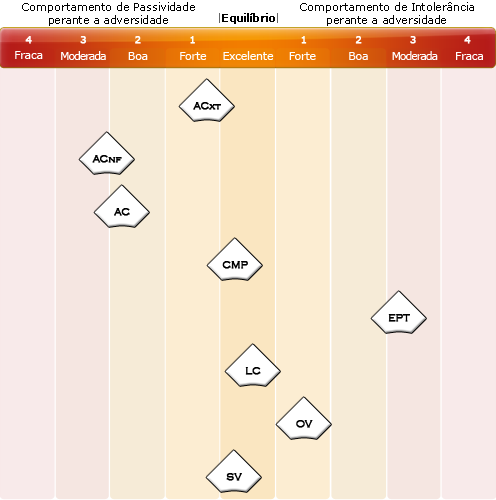 Comportamento de Passividade
perante a adversidade
|Equilíbrio|
Comportamento de Intolerância
perante a adversidade
4 3 2 1 1 2 3 4
Fraca Moderada Boa Forte Excelente Forte Boa Moderada Fraca
ACXT
ACNF
AC
CMP
EPT
LC
OV
SV